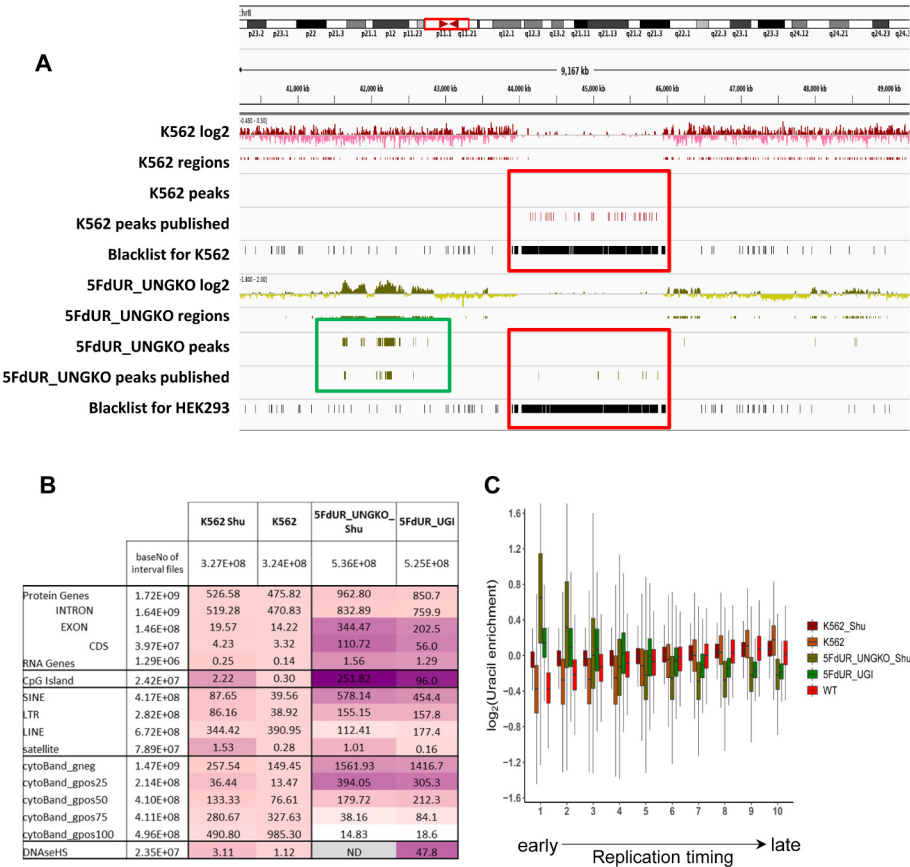 chr8
p23.2 p23.1 p22 p21.3 p21.1 p12 p11.23 p11.1 q11.21 q12.1 q12.3 q13.2 q21.11 q21.13 q21.3 q22.1 q22.3 q23.1 q23.3 q24.12 q24.21 q24.23 q24.3
A
9,167 kb
41,000 kb 42,000 kb 43,000 kb 44,000 kb 45,000 kb 46,000 kb 47,000 kb 48,000 kb 49,000 kb
K562 log2
K562 regions
K562 peaks
K562 peaks published
Blacklist for K562
5FdUR_UNGKO log2
[-1.800 - 2.00]
5FdUR_UNGKO regions
5FdUR_UNGKO peaks
5FdUR_UNGKO peaks published
Blacklist for HEK293
B
K562 Shu K562 5FdUR_UNGKO_Shu 5FdUR_UGI
baseNo of interval files 3.27E+08 3.24E+08 5.36E+08 5.25E+08
Protein Genes 1.72E+09 526.58 475.82 962.80 850.7
INTRON 1.64E+09 519.28 470.83 832.89 759.9
EXON 1.46E+08 19.57 14.22 344.47 202.5
CDS 3.97E+07 4.23 3.32 110.72 56.0
RNA Genes 1.29E+06 0.25 0.14 1.56 1.29
CpG Island 2.42E+07 2.22 0.30 251.82 96.0
SINE 4.17E+08 87.65 39.56 578.14 454.4
LTR 2.82E+08 86.16 38.92 155.15 157.8
LINE 6.72E+08 344.42 390.95 112.41 177.4
satellite 7.89E+07 1.53 0.28 1.01 0.16
cytoBand_gneg 1.47E+09 257.54 149.45 1561.93 1416.7
cytoBand_gpos25 2.14E+08 36.44 13.47 394.05 305.3
cytoBand_gpos50 4.10E+08 133.33 76.61 179.72 212.3
cytoBand_gpos75 4.11E+08 280.67 327.63 38.16 84.1
cytoBand_gpos100 4.96E+08 490.80 985.30 14.83 18.6
DNAseHS 2.35E+07 3.11 1.12 ND 47.8
C
log2(Uracil enrichment)
1.6
1.2
0.8
0.4
0.0
−0.4
−0.8
−1.2
−1.6
1 2 3 4 5 6 7 8 9 10
early late
Replication timing
K562_Shu
K562
5FdUR_UNGKO_Shu
5FdUR_UGI
WT